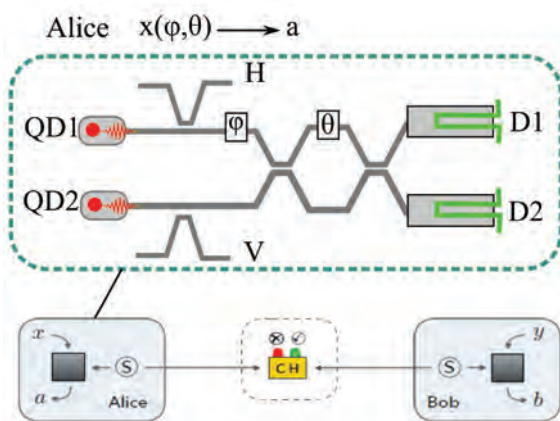 Alice x(φ,θ) a
H
QD1 φ θ D1
QD2 D2
V
x S CH S y
a Alice Bob b